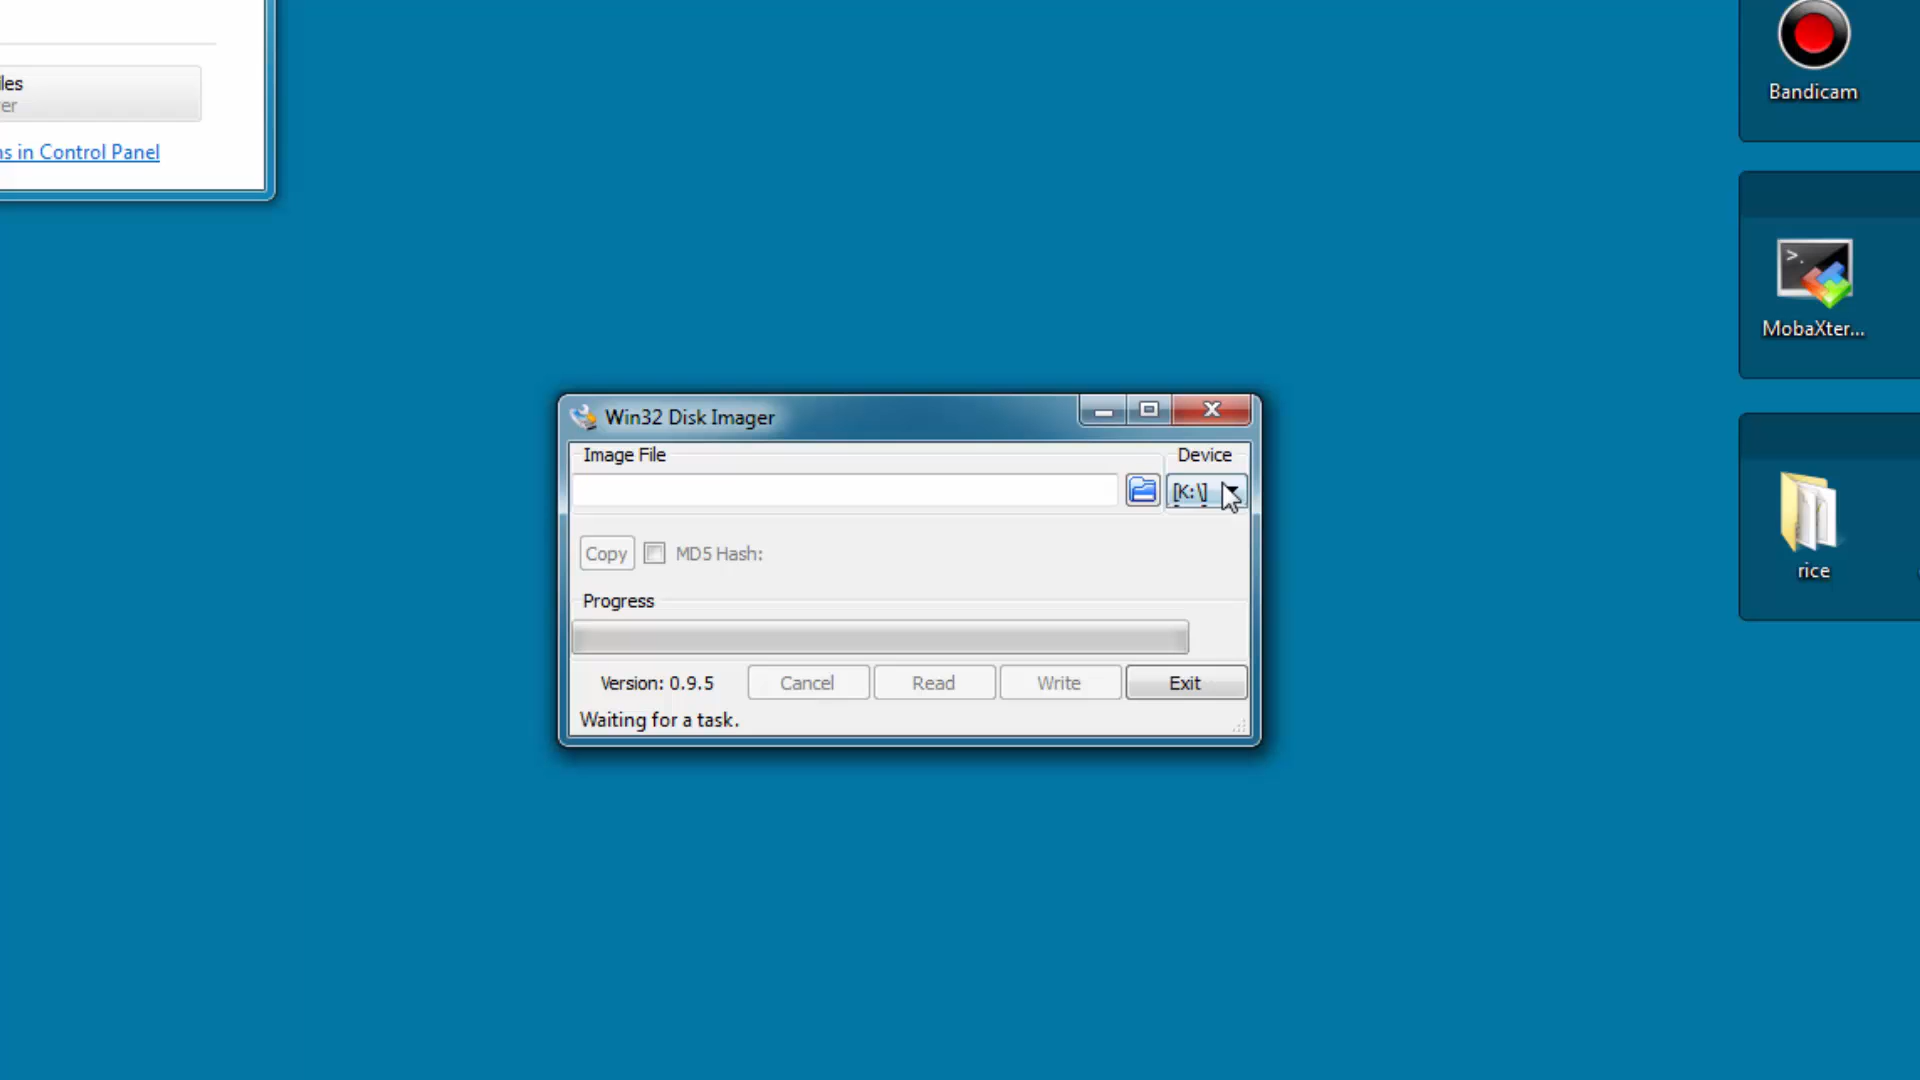 les
er
ns in Control Panel
Bandicam
MobaXter...
rice
Win32 Disk Imager
Image File
Device
[K:\]
Copy
MD5 Hash:
Progress
Version: 0.9.5
Cancel
Read
Write
Exit
Waiting for a task.